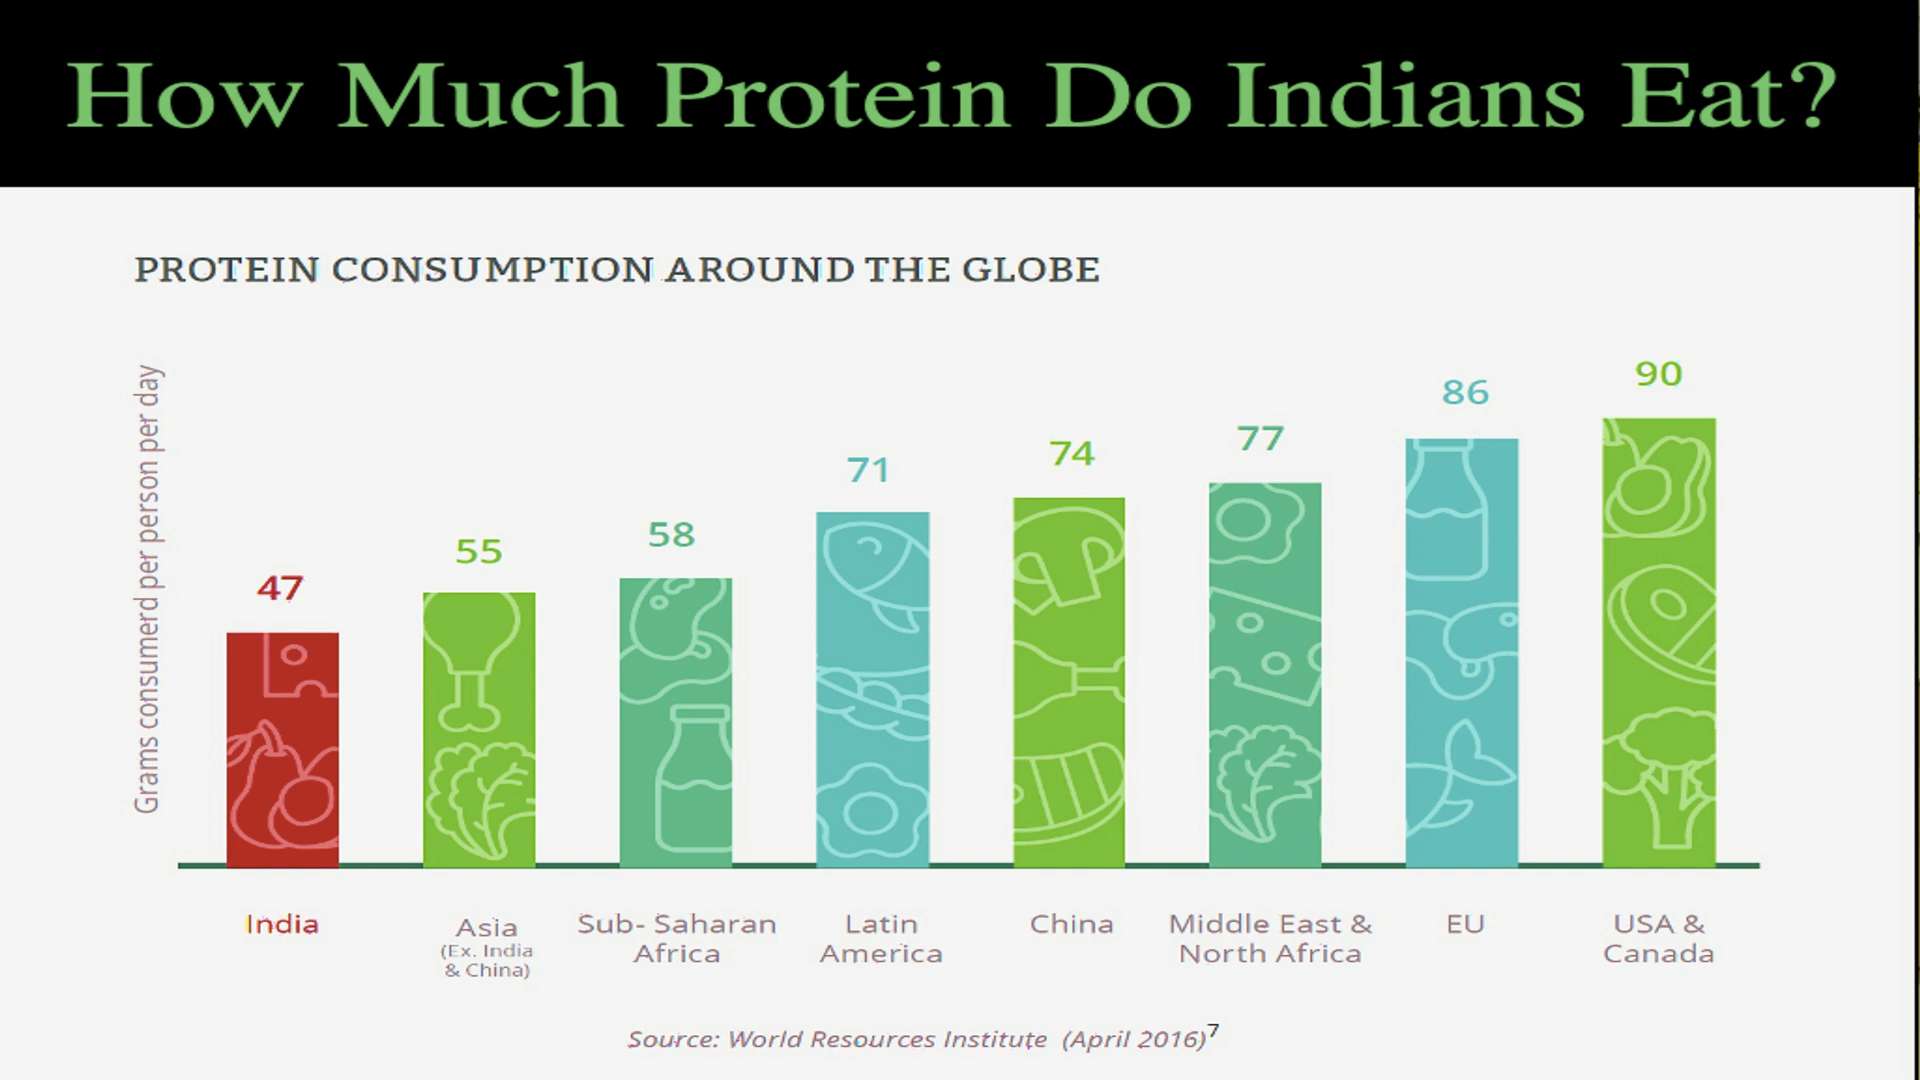 How Much Protein Do Indians Eat?
PROTEIN CONSUMPTION AROUND THE GLOBE
Grams consumerd per person per day
47
55
58
71
74
77
86
90
India
Asia
(Ex. India
& China)
Sub- Saharan
Africa
Latin
America
China
Middle East &
North Africa
EU
USA &
Canada
Source: World Resources Institute (April 2016)7